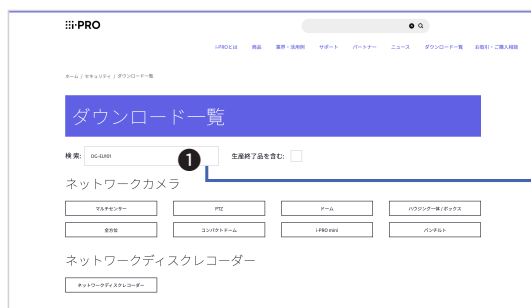 i-PRO
i-PROとは 商品 業界・活用例 サポート パートナー ニュース ダウンロード一覧 お取引・ご購入相談
ホーム / セキュリティ / ダウンロード一覧
ダウンロード一覧
検索: DG-EUI01 1 生産終了品を含む:
ネットワークカメラ
マルチセンサー PTZ ドーム ハウジング一体 / ボックス
全方位 コンパクトドーム i-PRO mini パンチルト
ネットワークディスクレコーダー
ネットワークディスクレコーダー